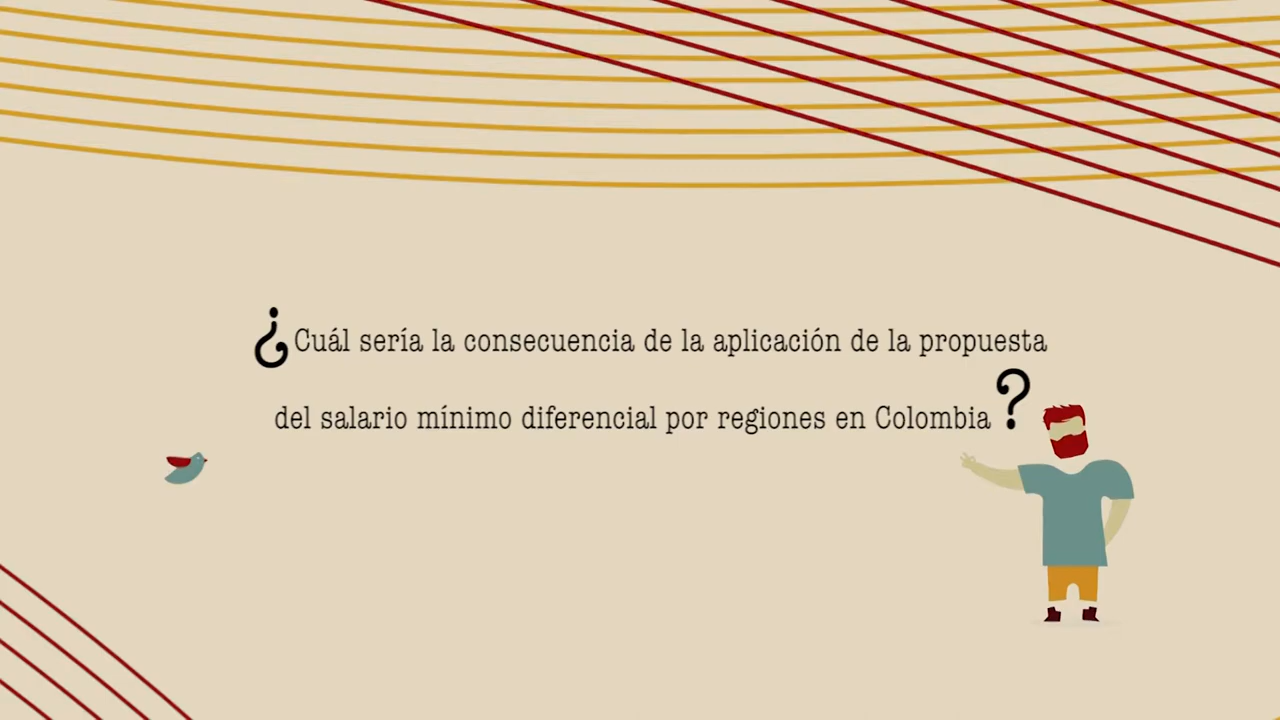 ¿Cuál sería la consecuencia de la aplicación de la propuesta
del salario mínimo diferencial por regiones en Colombia?